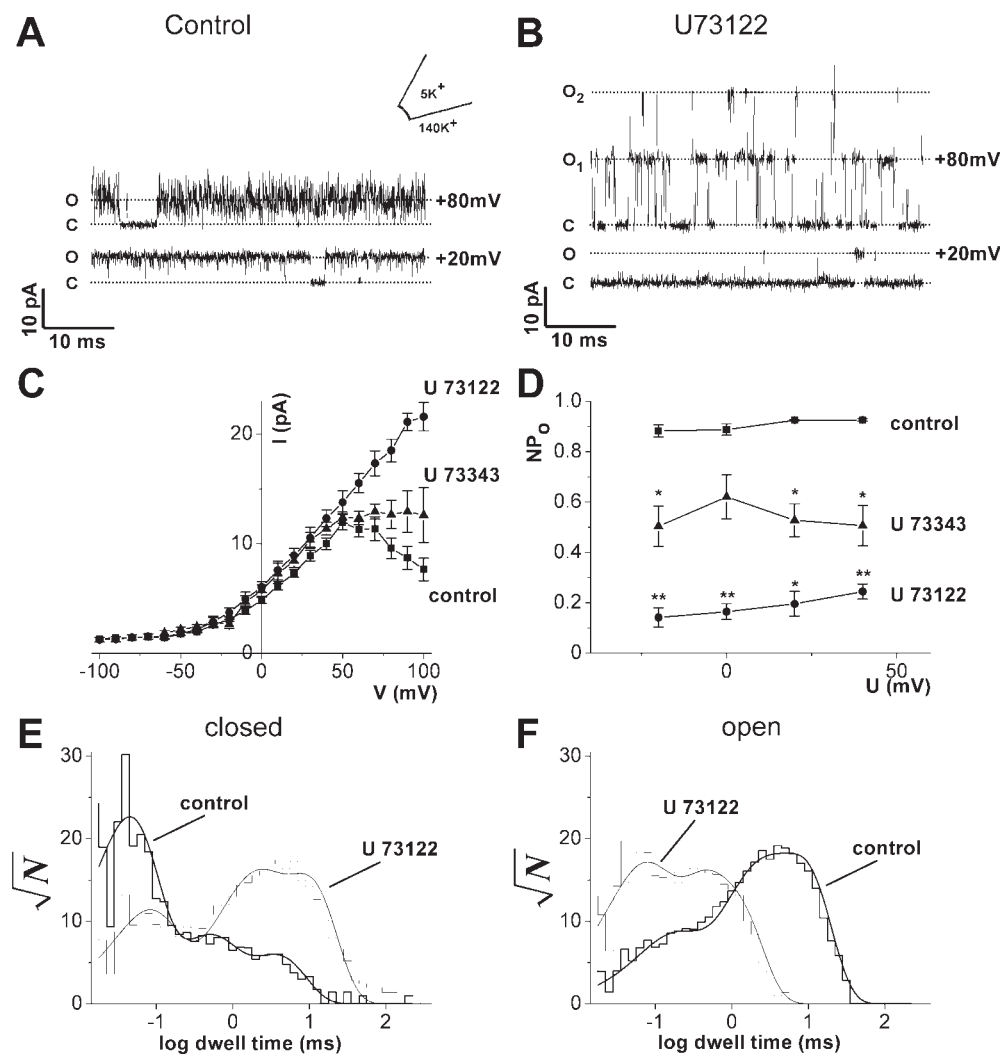 A Control
5K+
140K+
O +80mV
C
O +20mV
C
10 pA
10 ms
B U73122
O2
O1 +80mV
C
O +20mV
C
10 pA
10 ms
C
I (pA)
U 73122
U 73343
control
20
10
0
-100 -50 0 50 100
V (mV)
D
NPO
1.0
0.8
0.6
0.4
0.2
0.0
control
* * *
U 73343
** ** * **
U 73122
0 50
U (mV)
E closed
√N
30
20
10
0
control
U 73122
-1 0 1 2
log dwell time (ms)
F open
√N
30
20
10
0
U 73122
control
-1 0 1 2
log dwell time (ms)